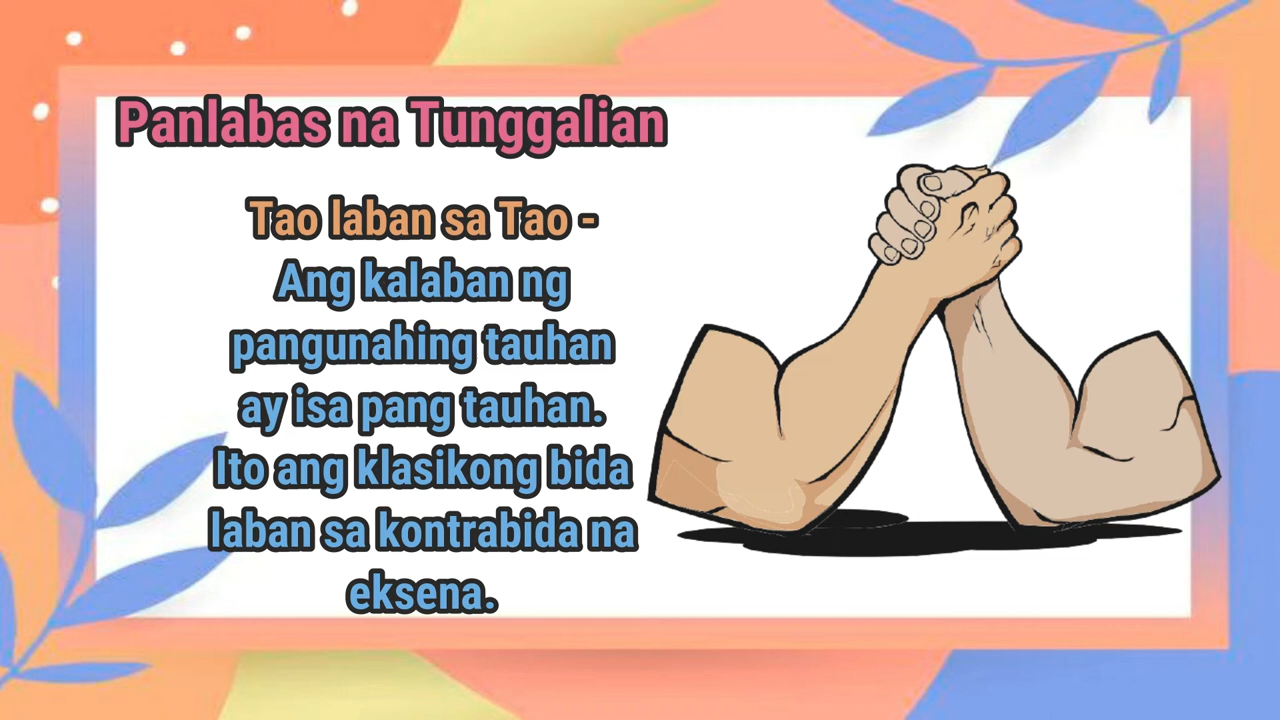 Panlabas na Tunggalian
Tao laban sa Tao -
Ang kalaban ng
pangunahing tauhan
ay isa pang tauhan.
Ito ang klasikong bida
laban sa kontrabida na
eksena.